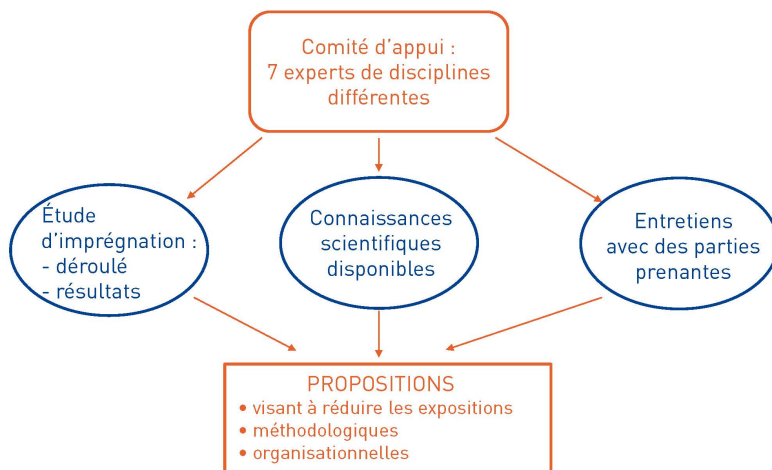 Comité d'appui :
7 experts de disciplines
différentes
Étude
d'imprégnation :
- déroulé
- résultats
Connaissances
scientifiques
disponibles
Entretiens
avec des parties
prenantes
PROPOSITIONS
• visant à réduire les expositions
• méthodologiques
• organisationnelles